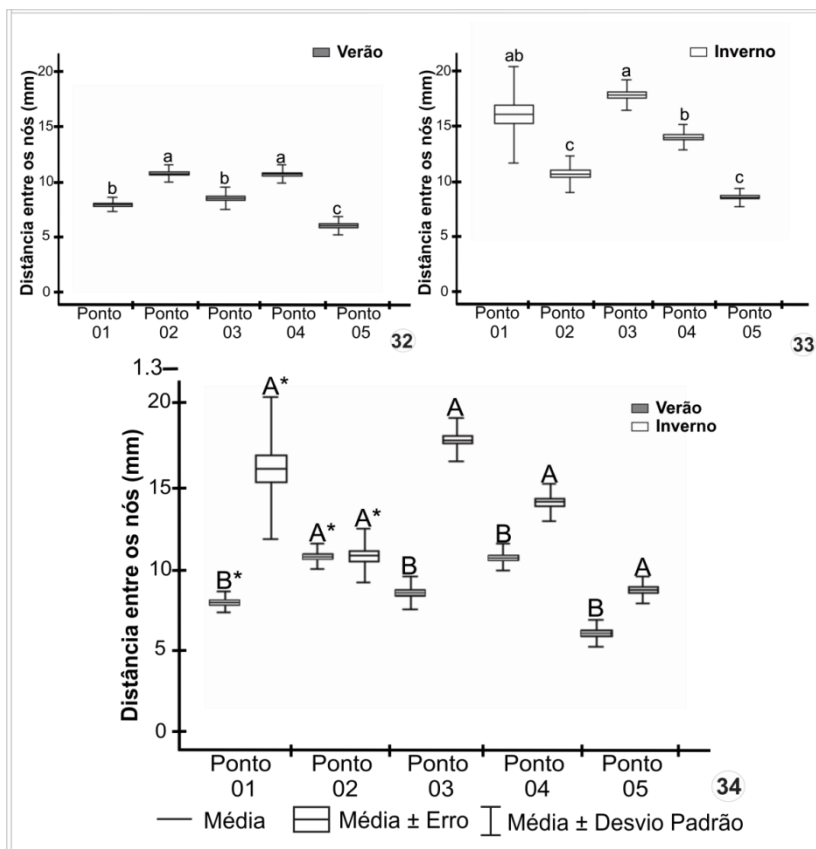 Verão
Distância entre os nós (mm)
20
15
10
5
0
b
a
b
a
c
Ponto 01
Ponto 02
Ponto 03
Ponto 04
Ponto 05
32
Inverno
Distância entre os nós (mm)
20
15
10
5
0
ab
c
a
b
c
Ponto 01
Ponto 02
Ponto 03
Ponto 04
Ponto 05
33
1.3
Verão
Inverno
Distância entre os nós (mm)
20
15
10
5
0
B*
A*
A*
A*
B
A
B
A
B
A
Ponto 01
Ponto 02
Ponto 03
Ponto 04
Ponto 05
34
Média
Média ± Erro
Média ± Desvio Padrão